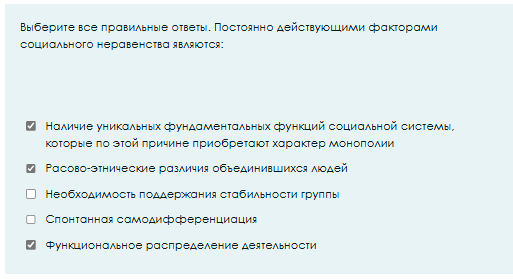 Выберите все правильные ответы. Постоянно действующими факторами
социального неравенства являются:
Наличие уникальных фундаментальных функций социальной системы,
которые по этой причине приобретают характер монополии
Расово-этнические различия объединившихся людей
Необходимость поддержания стабильности группы
Спонтанная самодифференциация
Функциональное распределение деятельности